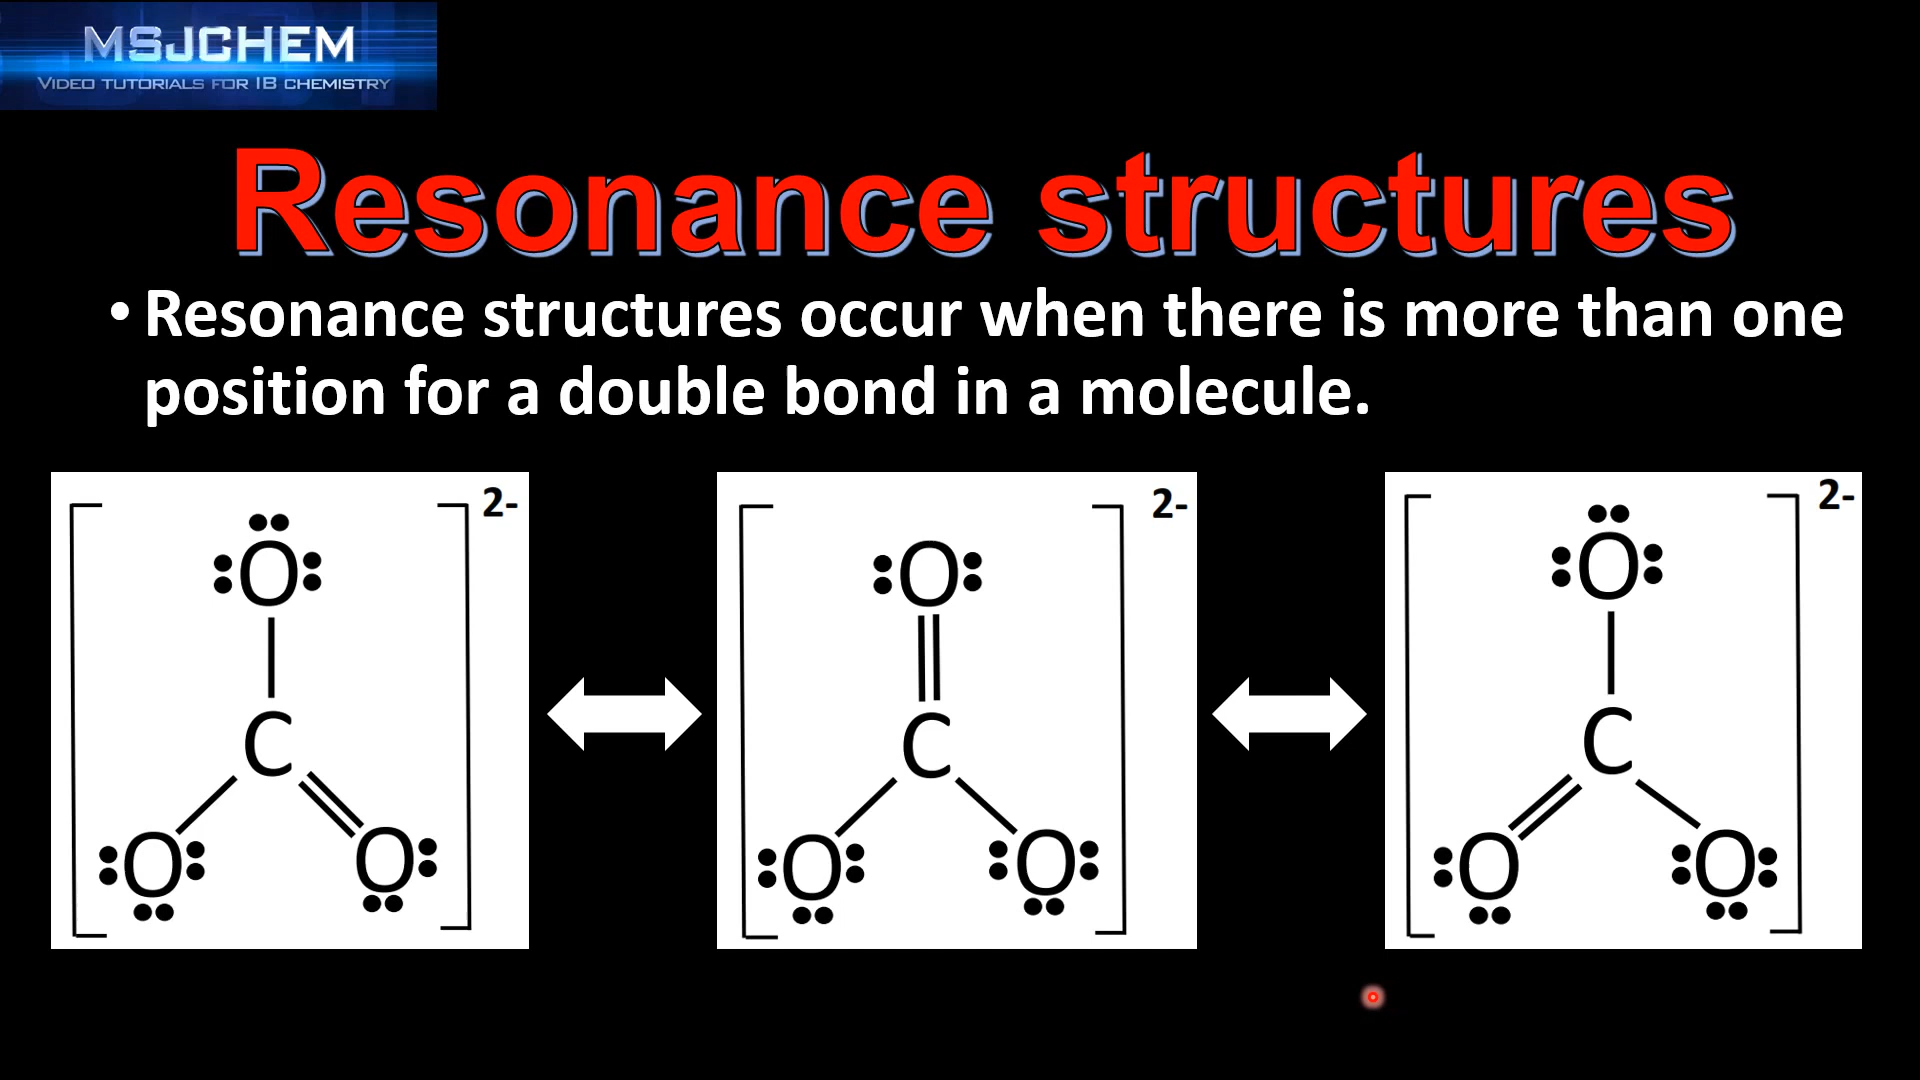 MSJCHEM
VIDEO TUTORIALS FOR IB CHEMISTRY
Resonance structures
• Resonance structures occur when there is more than one
position for a double bond in a molecule.
2-
O
C
O O
2-
O
C
O O
2-
O
C
O O